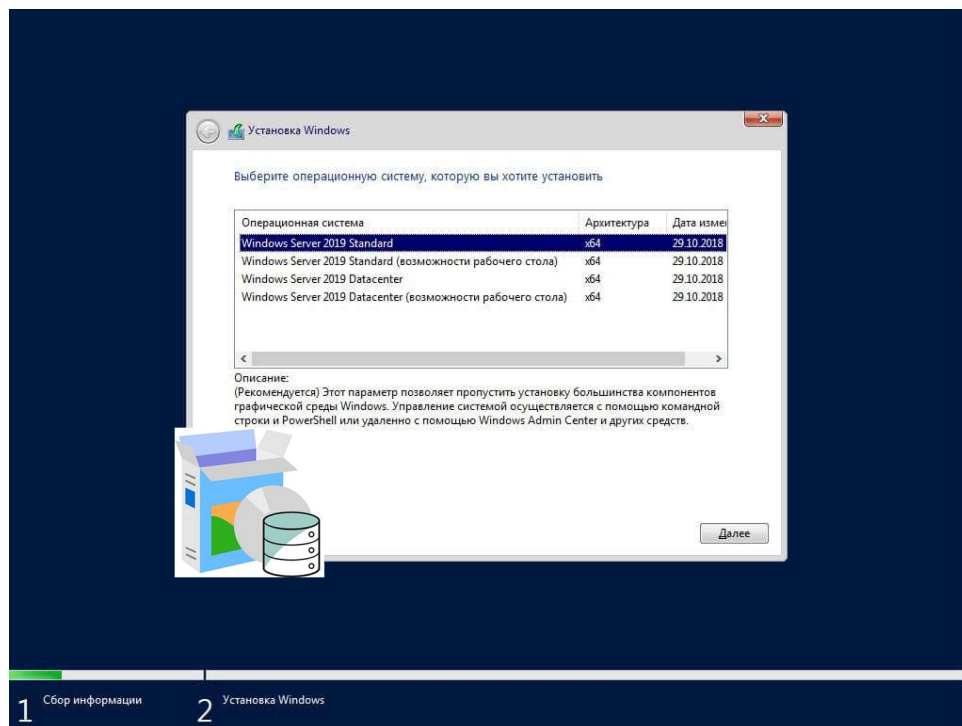 Установка Windows
Выберите операционную систему, которую вы хотите установить
Операционная система Архитектура Дата измен
Windows Server 2019 Standard x64 29.10.2018
Windows Server 2019 Standard (возможности рабочего стола) x64 29.10.2018
Windows Server 2019 Datacenter x64 29.10.2018
Windows Server 2019 Datacenter (возможности рабочего стола) x64 29.10.2018
Описание:
(Рекомендуется) Этот параметр позволяет пропустить установку большинства компонентов
графической среды Windows. Управление системой осуществляется с помощью командной
строки и PowerShell или удаленно с помощью Windows Admin Center и других средств.
Далее
1 Сбор информации 2 Установка Windows